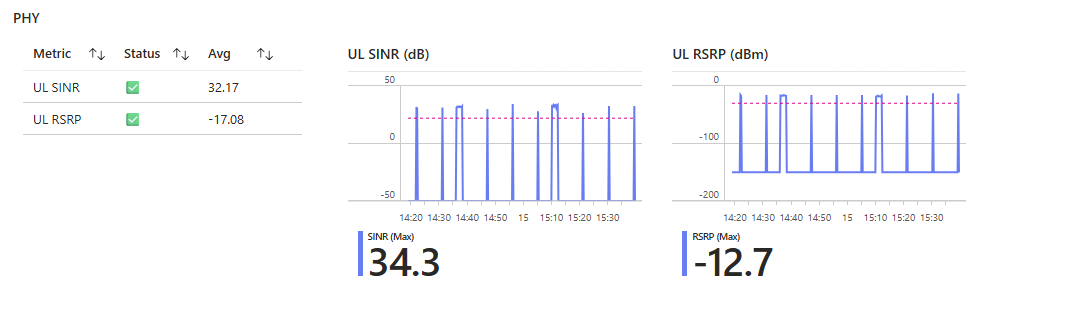 PHY
Metric Status Avg
UL SINR 32.17
UL RSRP -17.08
UL SINR (dB)
50
0
-50
14:20 14:30 14:40 14:50 15 15:10 15:20 15:30
SINR (Max)
34.3
UL RSRP (dBm)
0
-100
-200
14:20 14:30 14:40 14:50 15 15:10 15:20 15:30
RSRP (Max)
-12.7